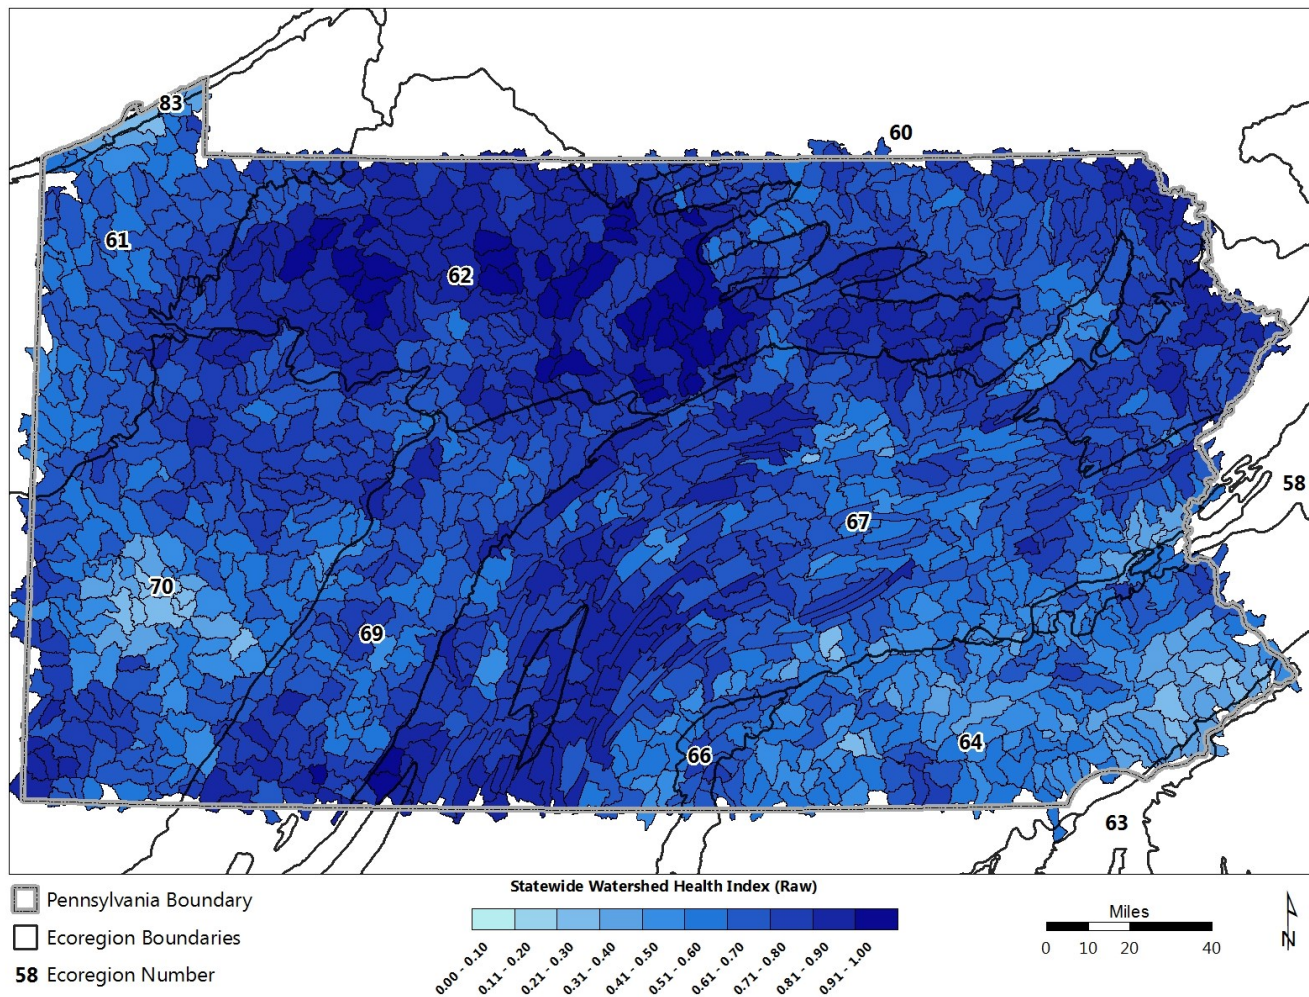 83
60
61
62
58
67
70
69
66
64
63
Pennsylvania Boundary
Ecoregion Boundaries
58 Ecoregion Number
Statewide Watershed Health Index (Raw)
0.00 - 0.10
0.11 - 0.20
0.21 - 0.30
0.31 - 0.40
0.41 - 0.50
0.51 - 0.60
0.61 - 0.70
0.71 - 0.80
0.81 - 0.90
0.91 - 1.00
Miles
0 10 20 40
N